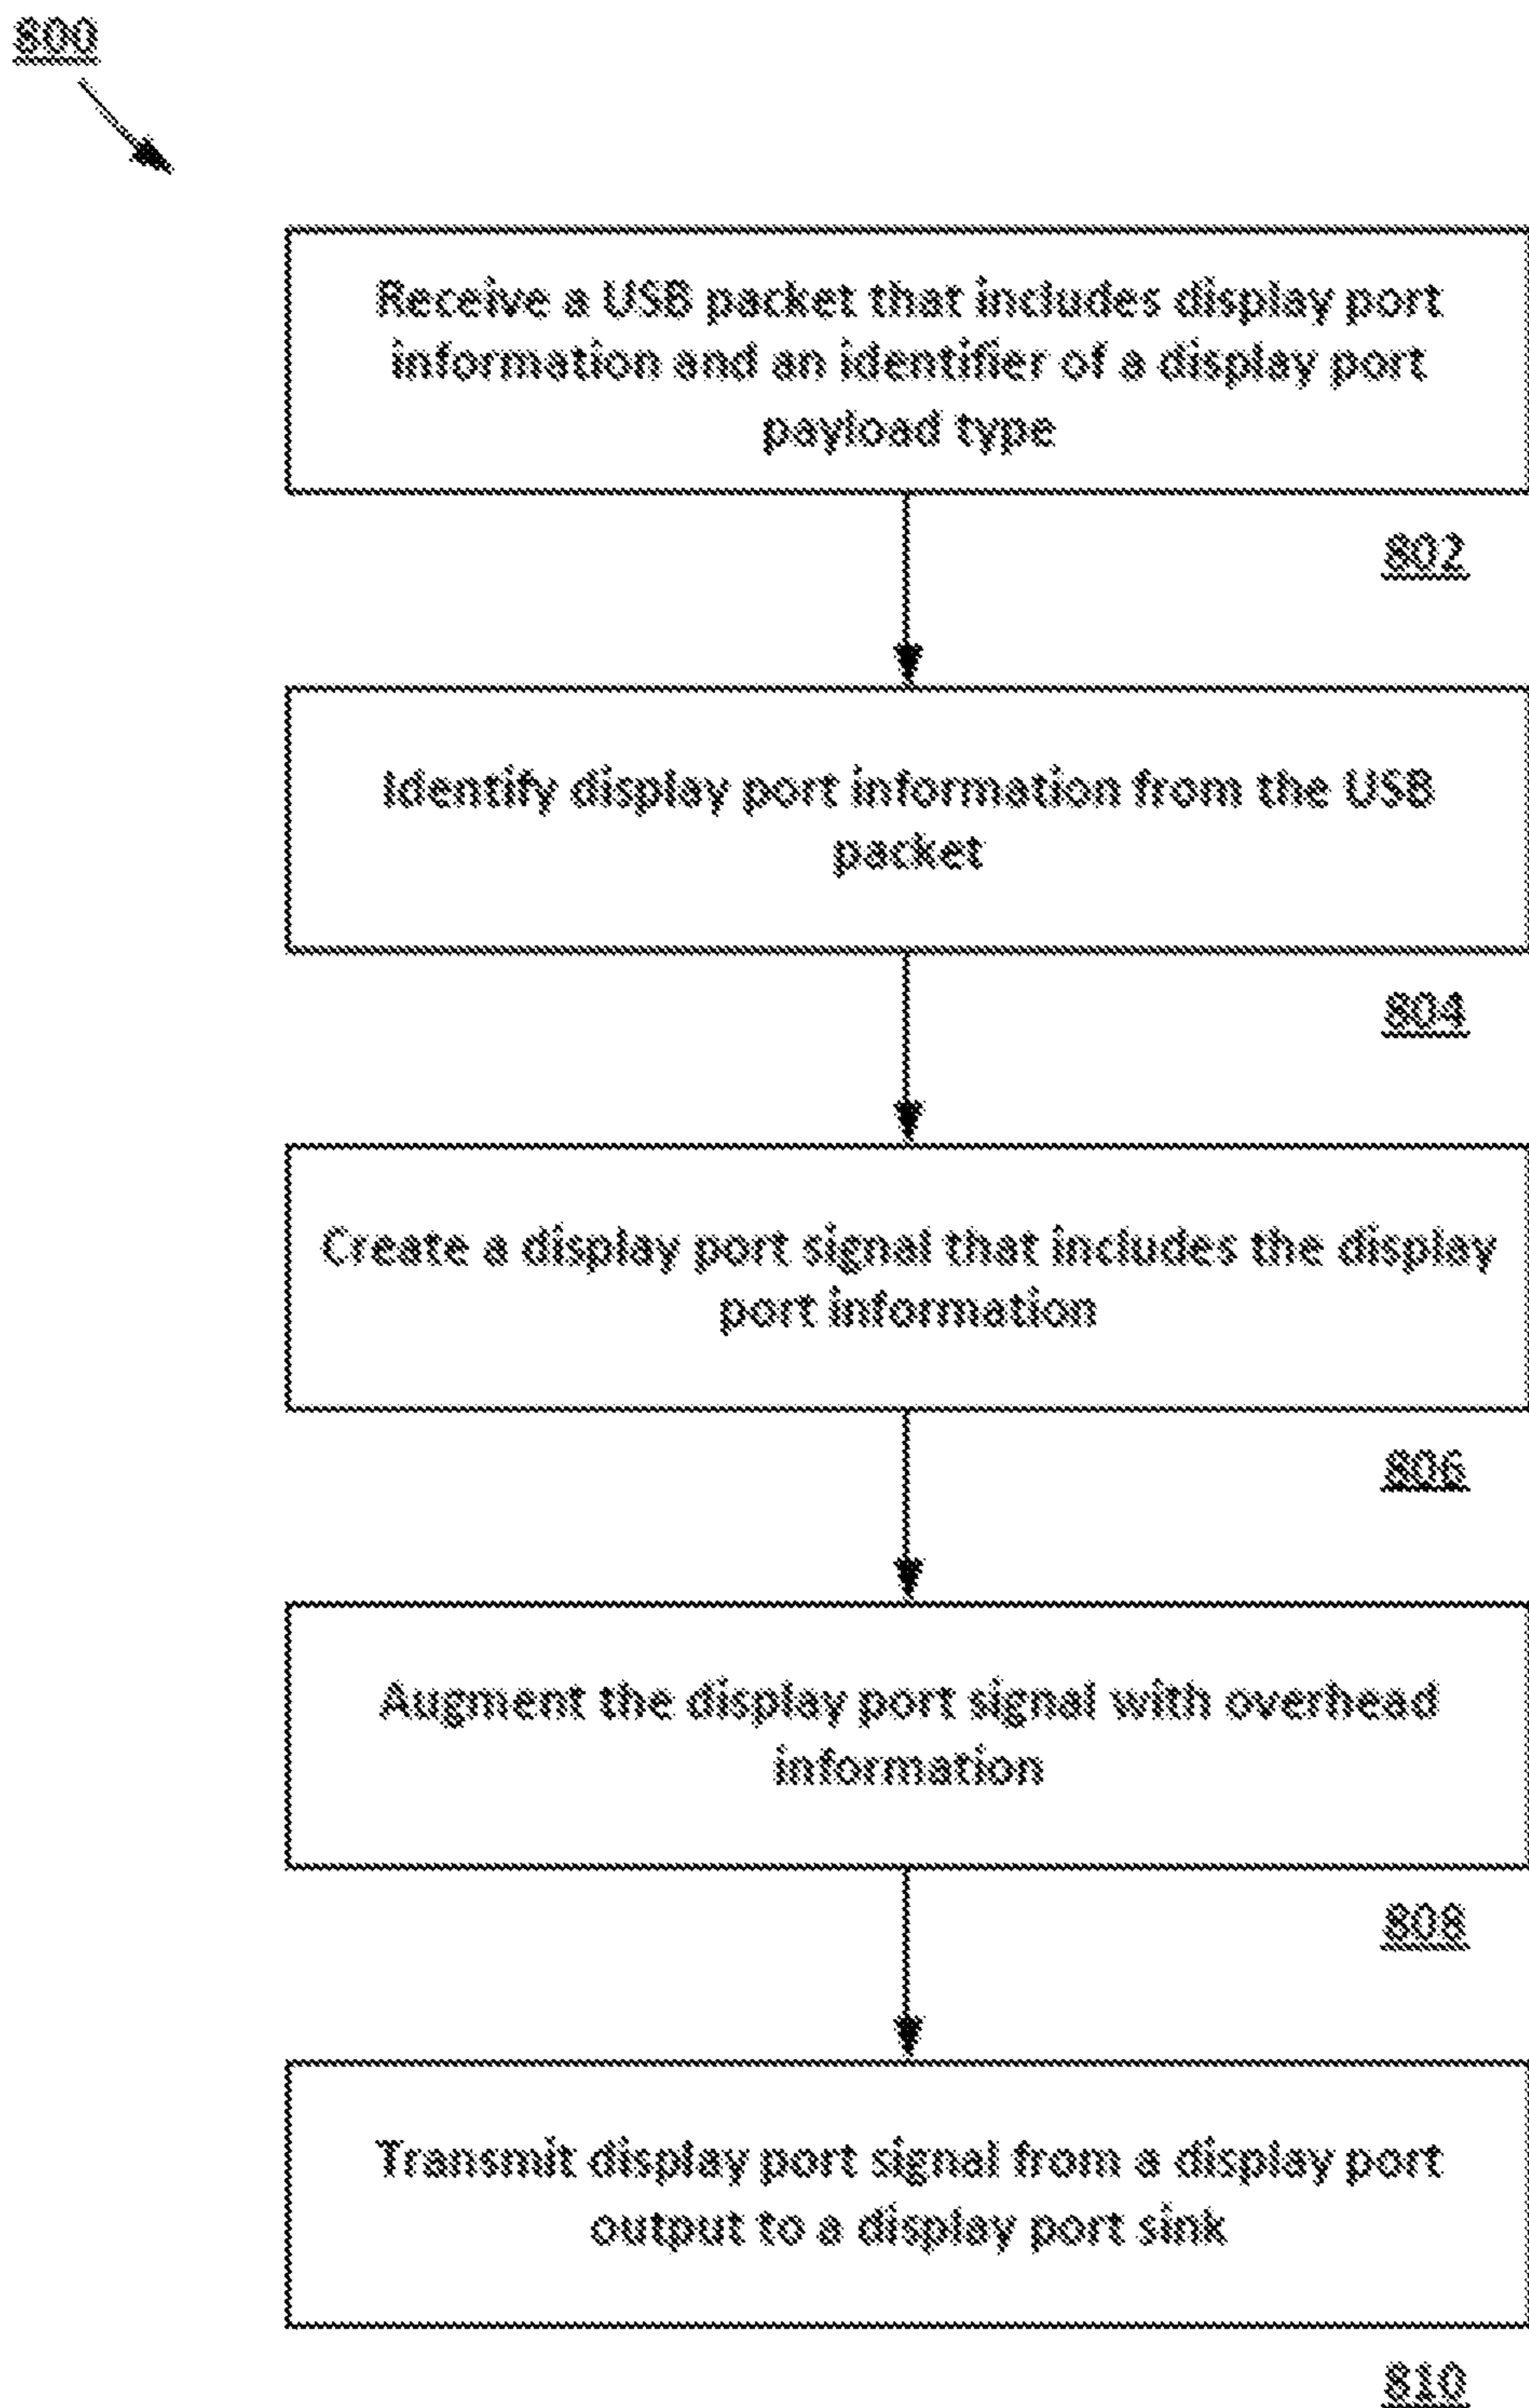 800
Receive a USB packet that includes display port
information and an identifier of a display port
payload type
802
Identify display port information from the USB
packet
804
Create a display port signal that includes the display
port information
806
Augment the display port signal with overhead
information
808
Transmit display port signal from a display port
output to a display port sink
810